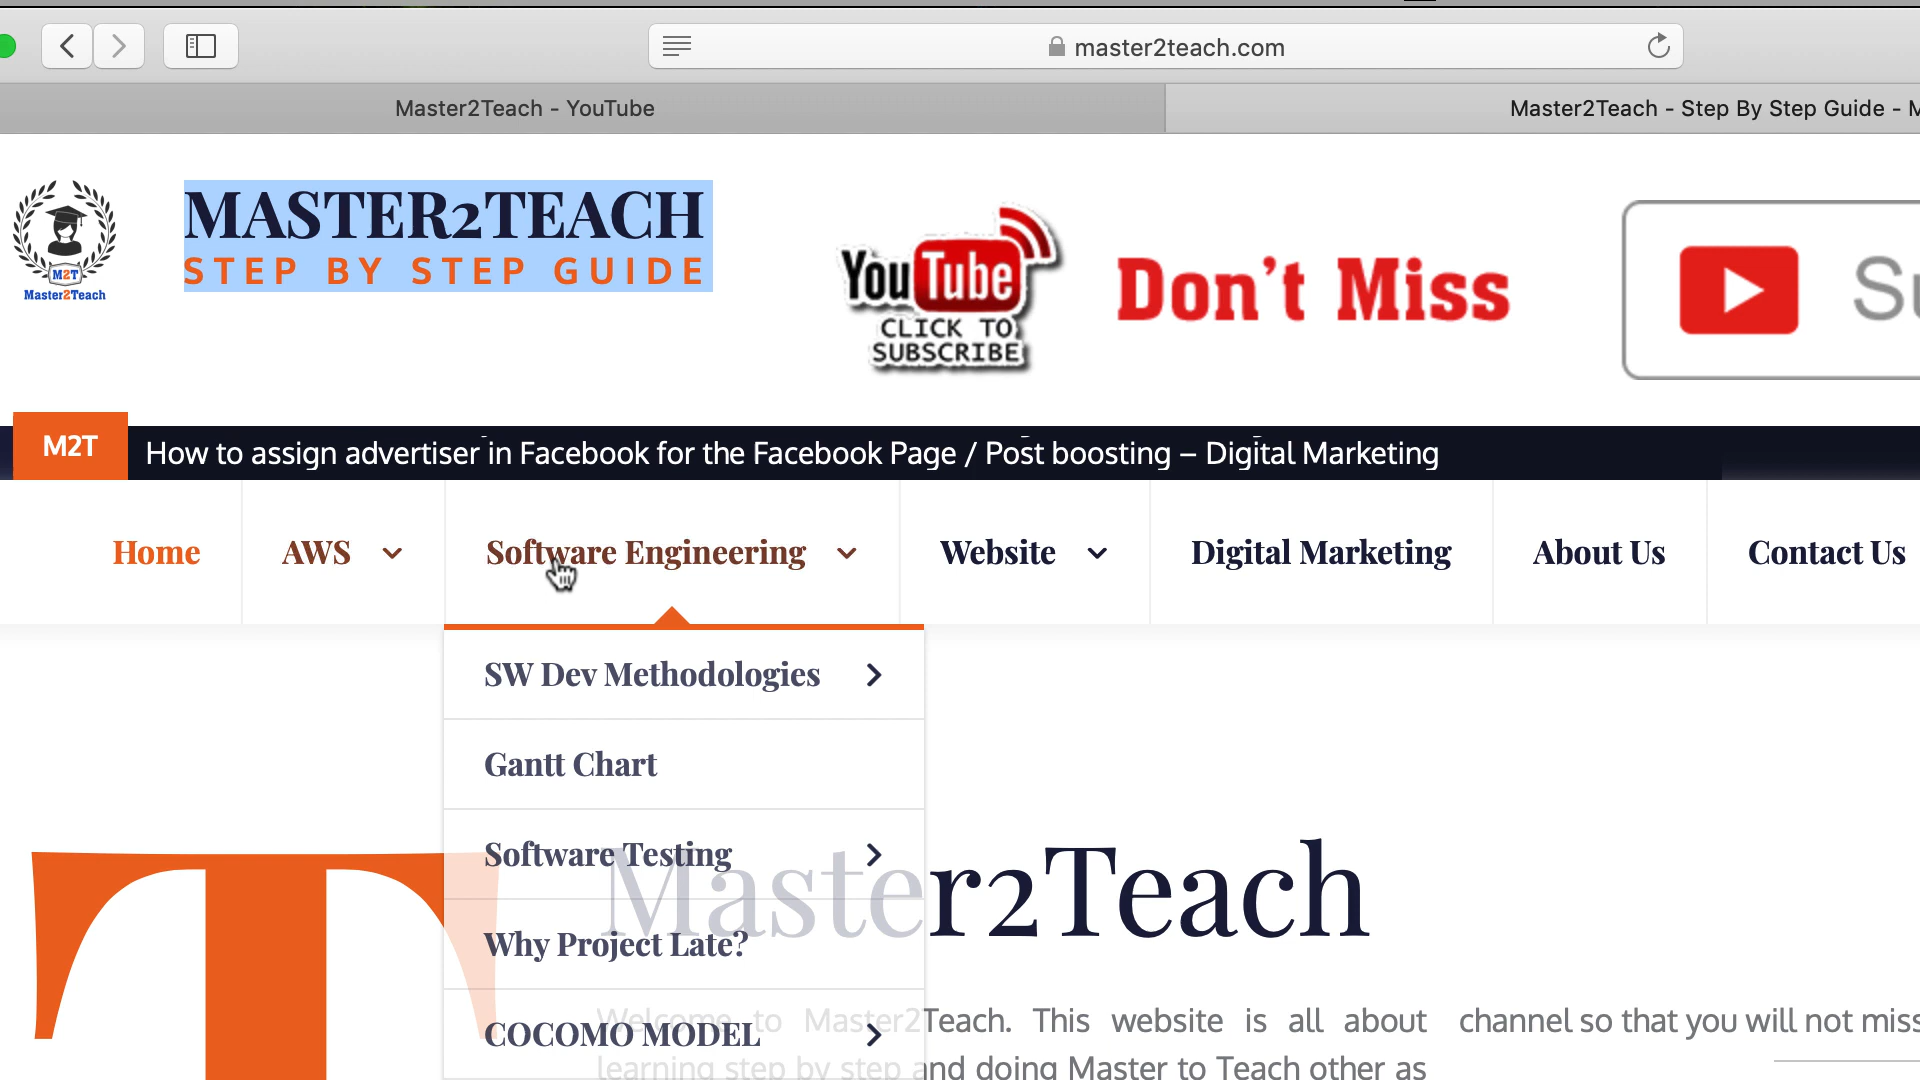 master2teach.com
Master2Teach - YouTube
Master2Teach - Step By Step Guide - M
M2T
Master2Teach
MASTER2TEACH
STEP BY STEP GUIDE
YouTube
CLICK TO
SUBSCRIBE
Don't Miss
Su
M2T
How to assign advertiser in Facebook for the Facebook Page / Post boosting – Digital Marketing
Home
AWS
Software Engineering
Website
Digital Marketing
About Us
Contact Us
SW Dev Methodologies
Gantt Chart
Software Testing
Why Project Late?
COCOMO MODEL
T
Master2Teach
Welcome to Master2Teach. This website is all about
learning step by step and doing Master to Teach other as
channel so that you will not miss